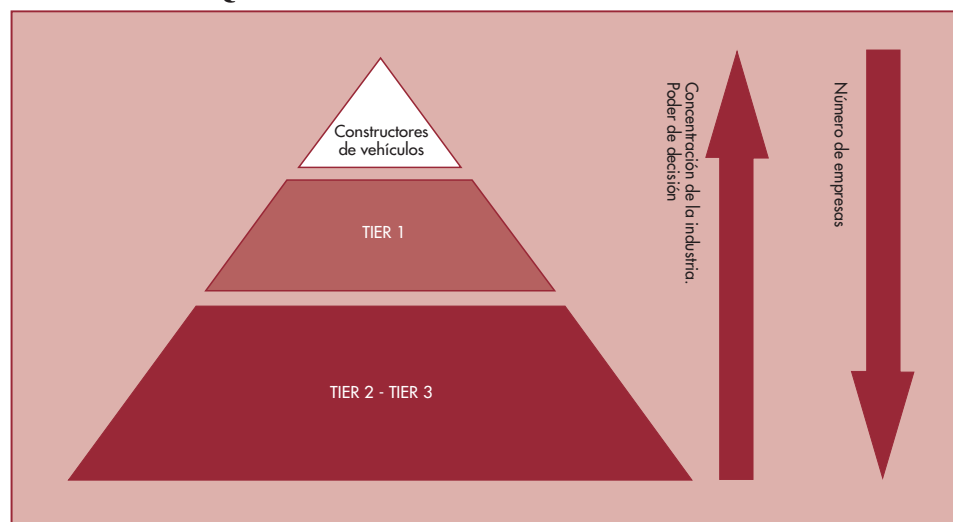 Constructores
de vehículos
TIER 1
TIER 2 - TIER 3
Concentración de la industria.
Poder de decisión
Número de empresas